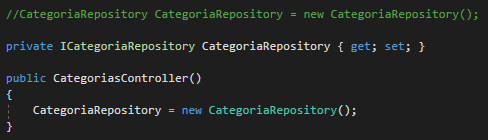 //CategoriaRepository CategoriaRepository = new CategoriaRepository();
private ICategoriaRepository CategoriaRepository { get; set; }
public CategoriasController()
{
CategoriaRepository = new CategoriaRepository();
}